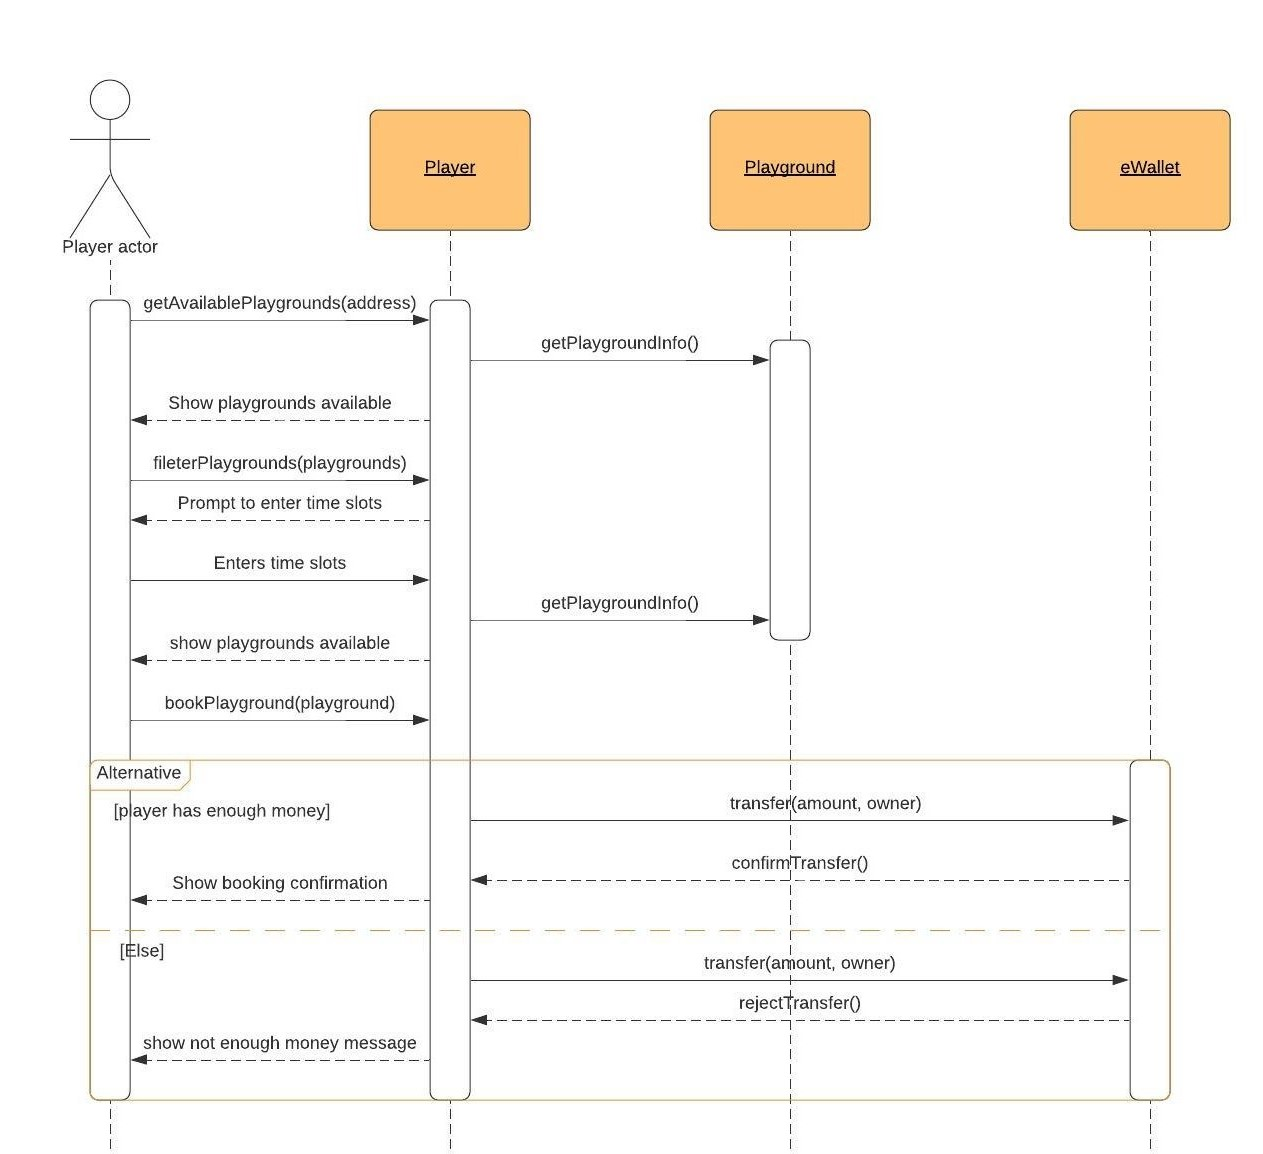 Player
Playground
eWallet
Player actor
getAvailablePlaygrounds(address)
getPlaygroundInfo()
Show playgrounds available
fileterPlaygrounds(playgrounds)
Prompt to enter time slots
Enters time slots
getPlaygroundInfo()
show playgrounds available
bookPlayground(playground)
Alternative
[player has enough money]
transfer(amount, owner)
confirmTransfer()
Show booking confirmation
[Else]
transfer(amount, owner)
rejectTransfer()
show not enough money message